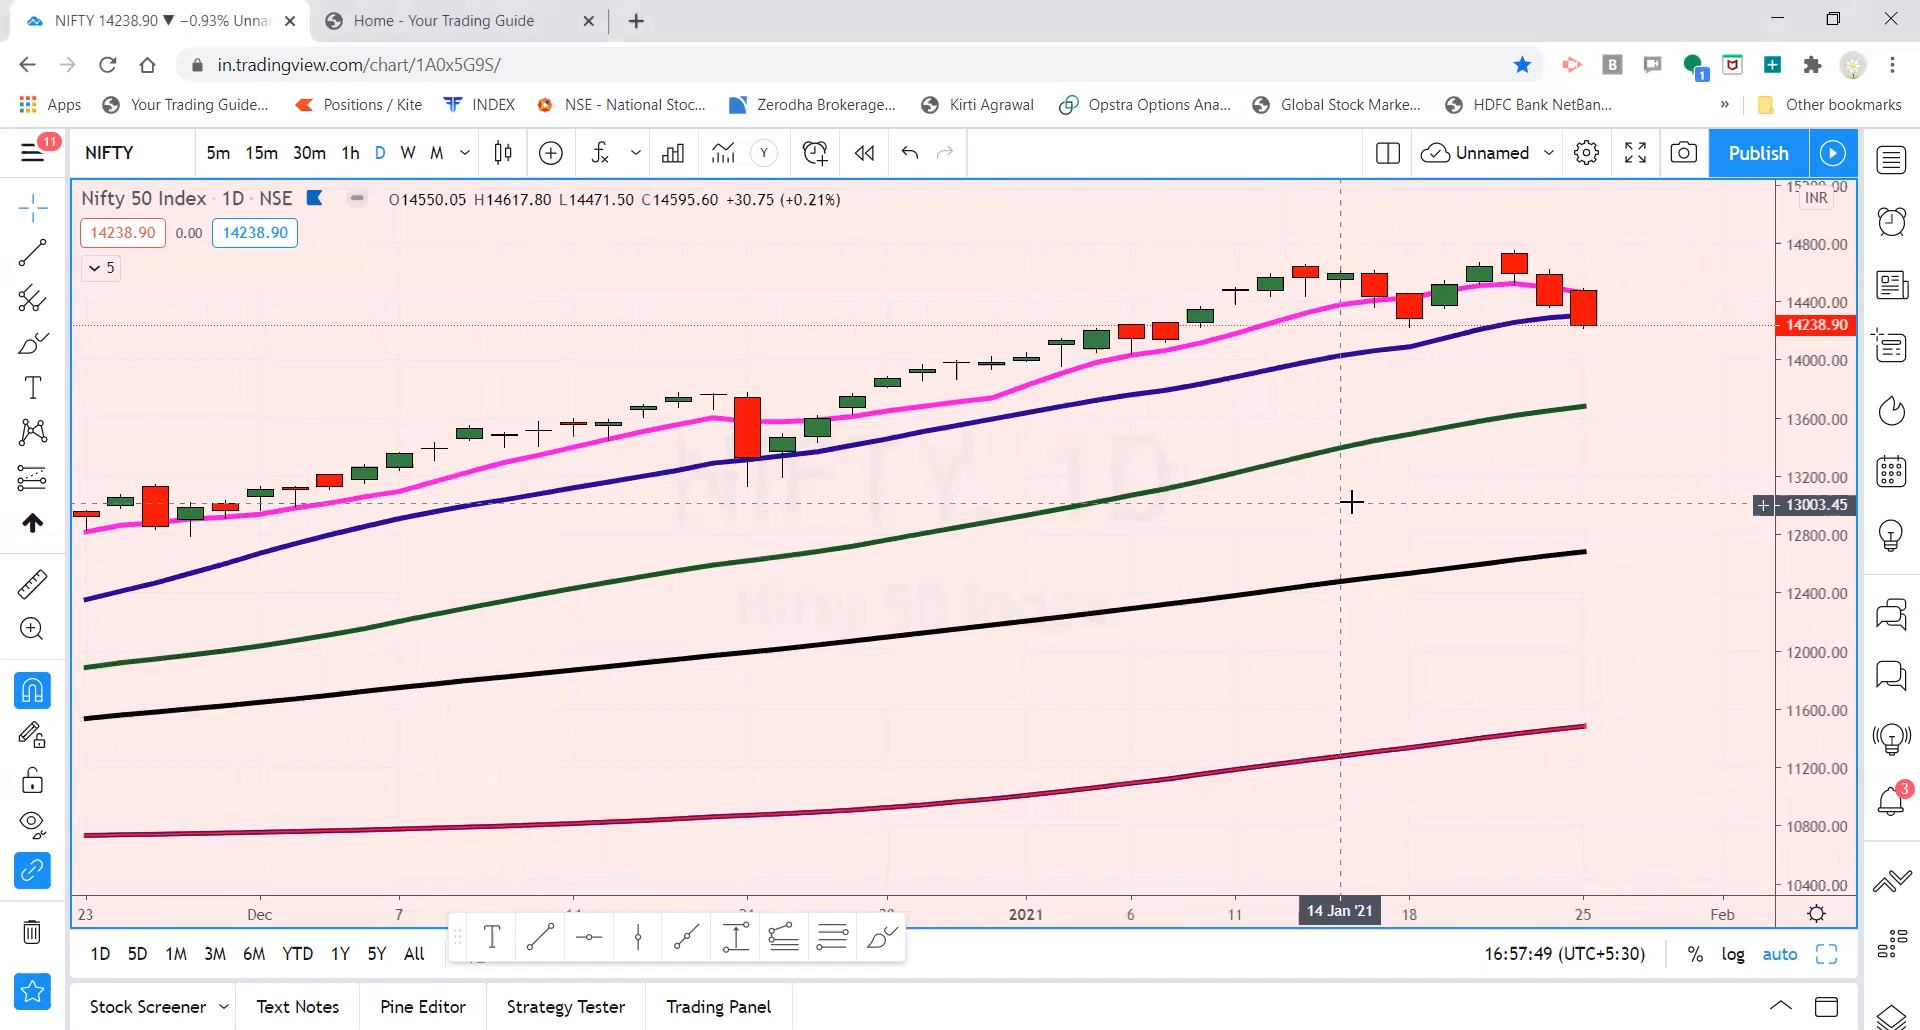 NIFTY 14238.90 ▼ −0.93% Unna
Home - Your Trading Guide
in.tradingview.com/chart/1A0x5G9S/
1
Apps
Your Trading Guide...
Positions / Kite
INDEX
NSE - National Stoc...
Zerodha Brokerage...
Kirti Agrawal
Opstra Options Ana...
Global Stock Marke...
HDFC Bank NetBan...
»
Other bookmarks
11
NIFTY
5m 15m 30m 1h D W M
Y
Unnamed
Publish
Nifty 50 Index · 1D · NSE
O14550.05 H14617.80 L14471.50 C14595.60 +30.75 (+0.21%)
INR
14238.90 0.00 14238.90
5
14800.00
14400.00
14238.90
14000.00
13600.00
13200.00
13003.45
12800.00
12400.00
12000.00
11600.00
11200.00
10800.00
10400.00
NIFTY, 1D
Nifty 50 Index
3
23 Dec 7 2021 6 11 14 Jan '21 18 25 Feb
1D 5D 1M 3M 6M YTD 1Y 5Y All
16:57:49 (UTC+5:30)
% log auto
Stock Screener Text Notes Pine Editor Strategy Tester Trading Panel